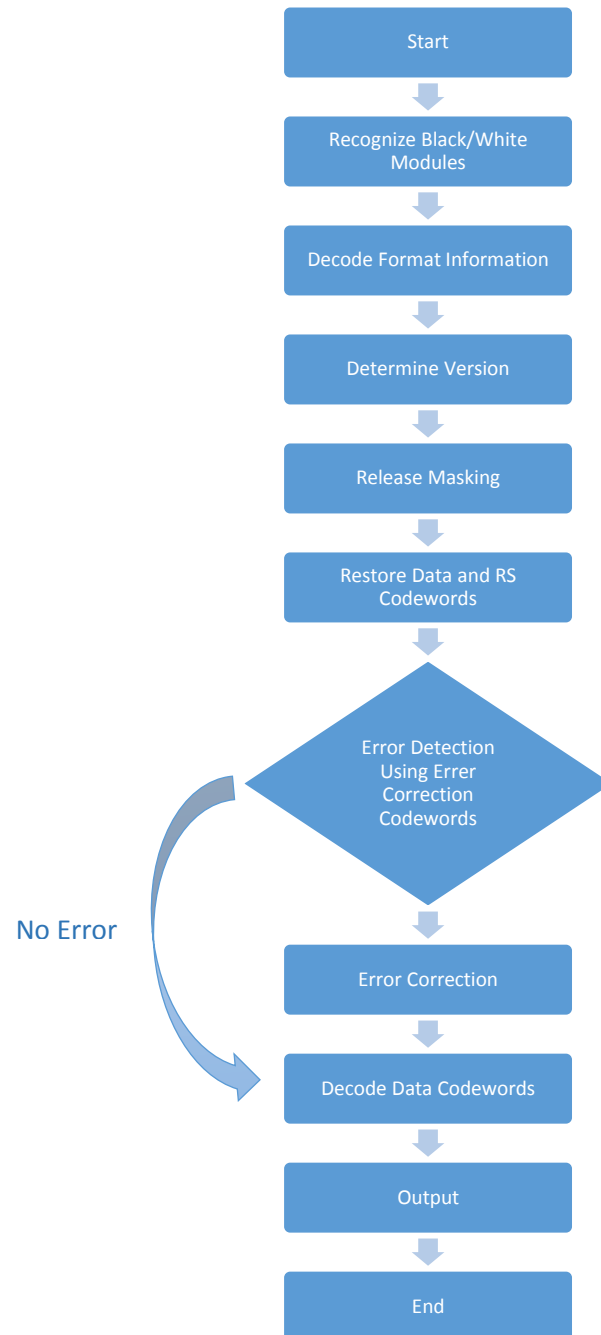 Start
Recognize Black/White
Modules
Decode Format Information
Determine Version
Release Masking
Restore Data and RS
Codewords
Error Detection
Using Errer
Correction
Codewords
No Error
Error Correction
Decode Data Codewords
Output
End